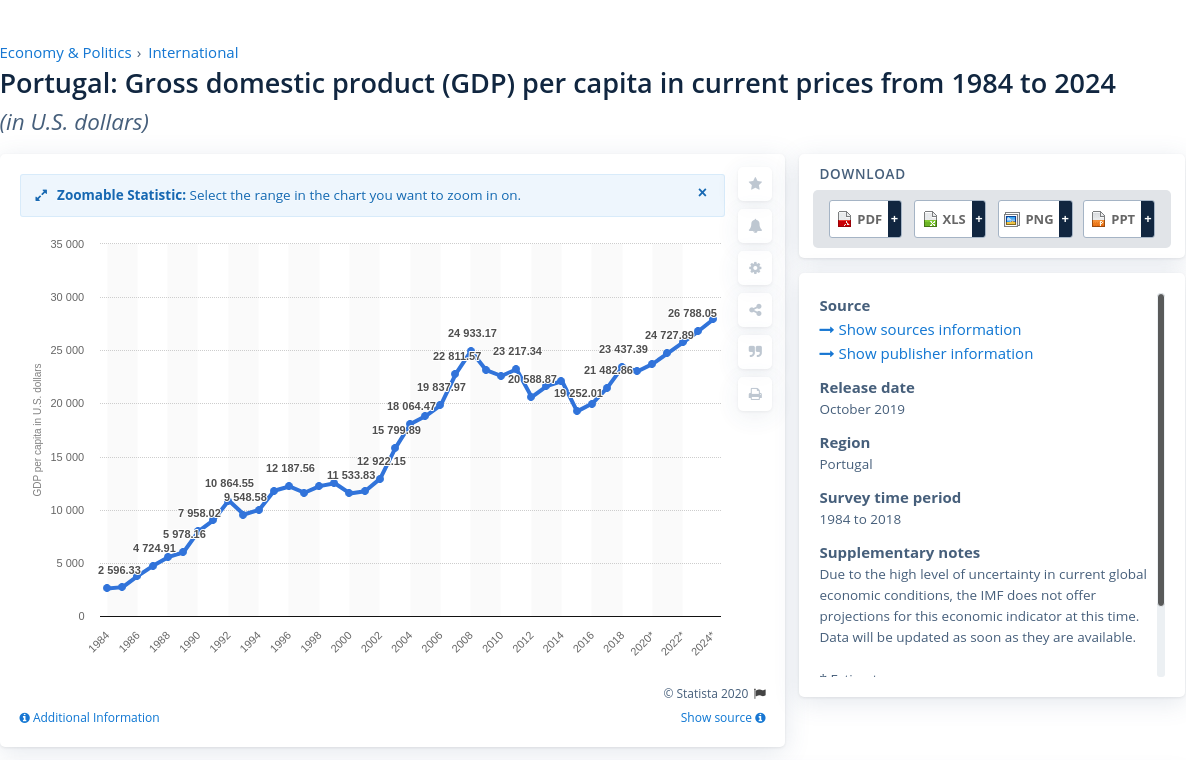 Economy & Politics › International
Portugal: Gross domestic product (GDP) per capita in current prices from 1984 to 2024
(in U.S. dollars)
Zoomable Statistic: Select the range in the chart you want to zoom in on. ×
35 000
30 000
25 000
20 000
15 000
10 000
5 000
0
GDP per capita in U.S. dollars
2 596.33
4 724.91
5 978.16
7 958.02
10 864.55
9 548.58
12 187.56
11 533.83
12 922.15
15 799.89
18 064.47
19 837.97
22 811.57
24 933.17
23 217.34
20 588.87
19 252.01
21 482.86
23 437.39
24 727.89
26 788.05
1984 1986 1988 1990 1992 1994 1996 1998 2000 2002 2004 2006 2008 2010 2012 2014 2016 2018 2020* 2022* 2024*
© Statista 2020
Additional Information
Show source
DOWNLOAD
PDF + XLS + PNG + PPT +
Source
Show sources information
Show publisher information
Release date
October 2019
Region
Portugal
Survey time period
1984 to 2018
Supplementary notes
Due to the high level of uncertainty in current global
economic conditions, the IMF does not offer
projections for this economic indicator at this time.
Data will be updated as soon as they are available.